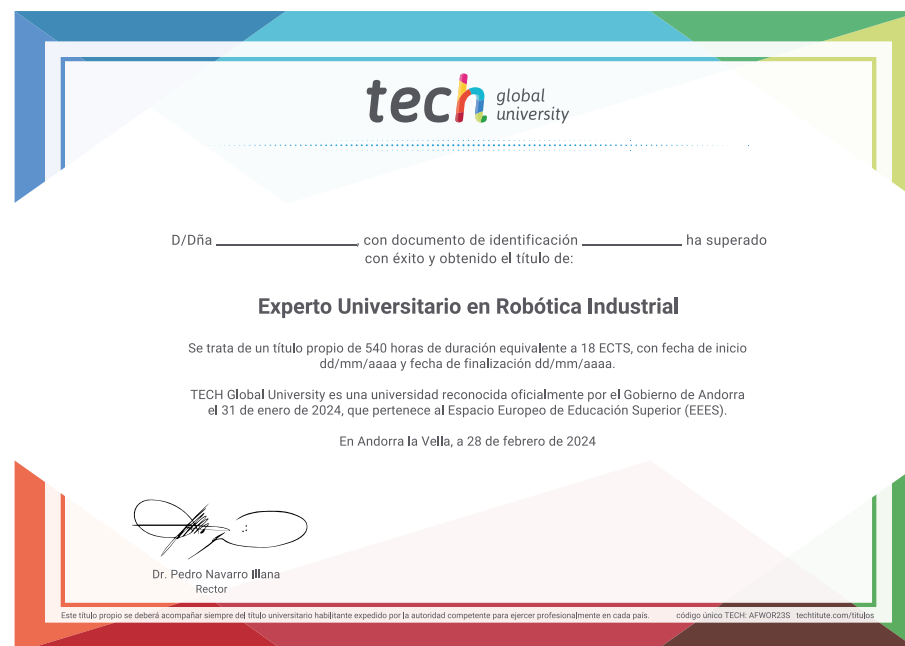 tech global university
D/Dña ____________, con documento de identificación ____________ ha superado
con éxito y obtenido el título de:
Experto Universitario en Robótica Industrial
Se trata de un título propio de 540 horas de duración equivalente a 18 ECTS, con fecha de inicio
dd/mm/aaaa y fecha de finalización dd/mm/aaaa.
TECH Global University es una universidad reconocida oficialmente por el Gobierno de Andorra
el 31 de enero de 2024, que pertenece al Espacio Europeo de Educación Superior (EEES).
En Andorra la Vella, a 28 de febrero de 2024
Dr. Pedro Navarro Illana
Rector
Este título propio se deberá acompañar siempre del título universitario habilitante expedido por la autoridad competente para ejercer profesionalmente en cada país. código único TECH: AFWOR23S techtitute.com/titulos